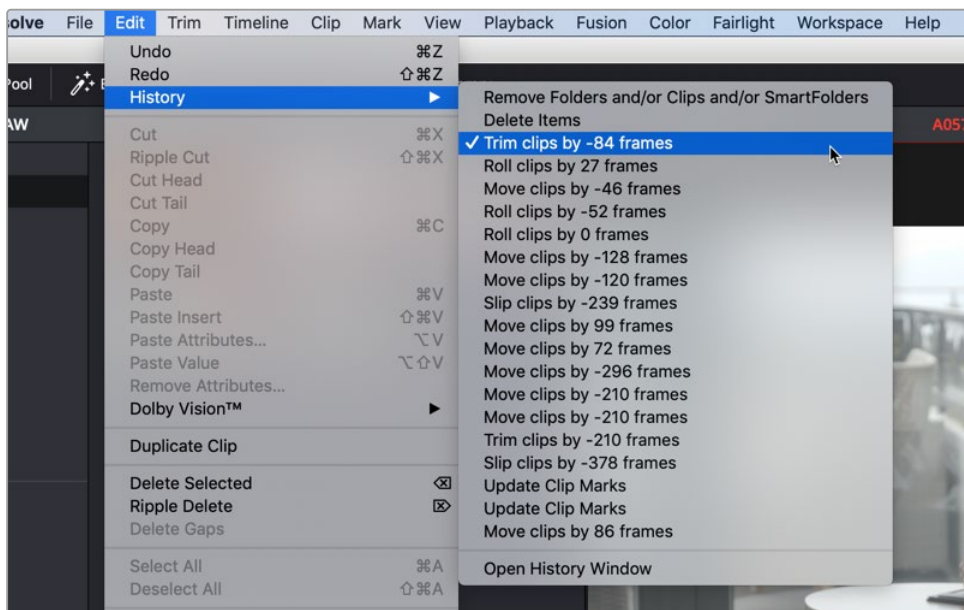 olve File Edit Trim Timeline Clip Mark View Playback Fusion Color Fairlight Workspace Help
Pool
AW
A057
Undo ⌘Z
Redo ⇧⌘Z
History ▶
Cut ⌘X
Ripple Cut ⇧⌘X
Cut Head
Cut Tail
Copy ⌘C
Copy Head
Copy Tail
Paste ⌘V
Paste Insert ⇧⌘V
Paste Attributes... ⌥V
Paste Value ⌥⇧V
Remove Attributes...
Dolby Vision™ ▶
Duplicate Clip
Delete Selected ⌫
Ripple Delete ⌦
Delete Gaps
Select All ⌘A
Deselect All ⇧⌘A
Remove Folders and/or Clips and/or SmartFolders
Delete Items
✓ Trim clips by -84 frames
Roll clips by 27 frames
Move clips by -46 frames
Roll clips by -52 frames
Roll clips by 0 frames
Move clips by -128 frames
Move clips by -120 frames
Slip clips by -239 frames
Move clips by 99 frames
Move clips by 72 frames
Move clips by -296 frames
Move clips by -210 frames
Move clips by -210 frames
Trim clips by -210 frames
Slip clips by -378 frames
Update Clip Marks
Update Clip Marks
Move clips by 86 frames
Open History Window